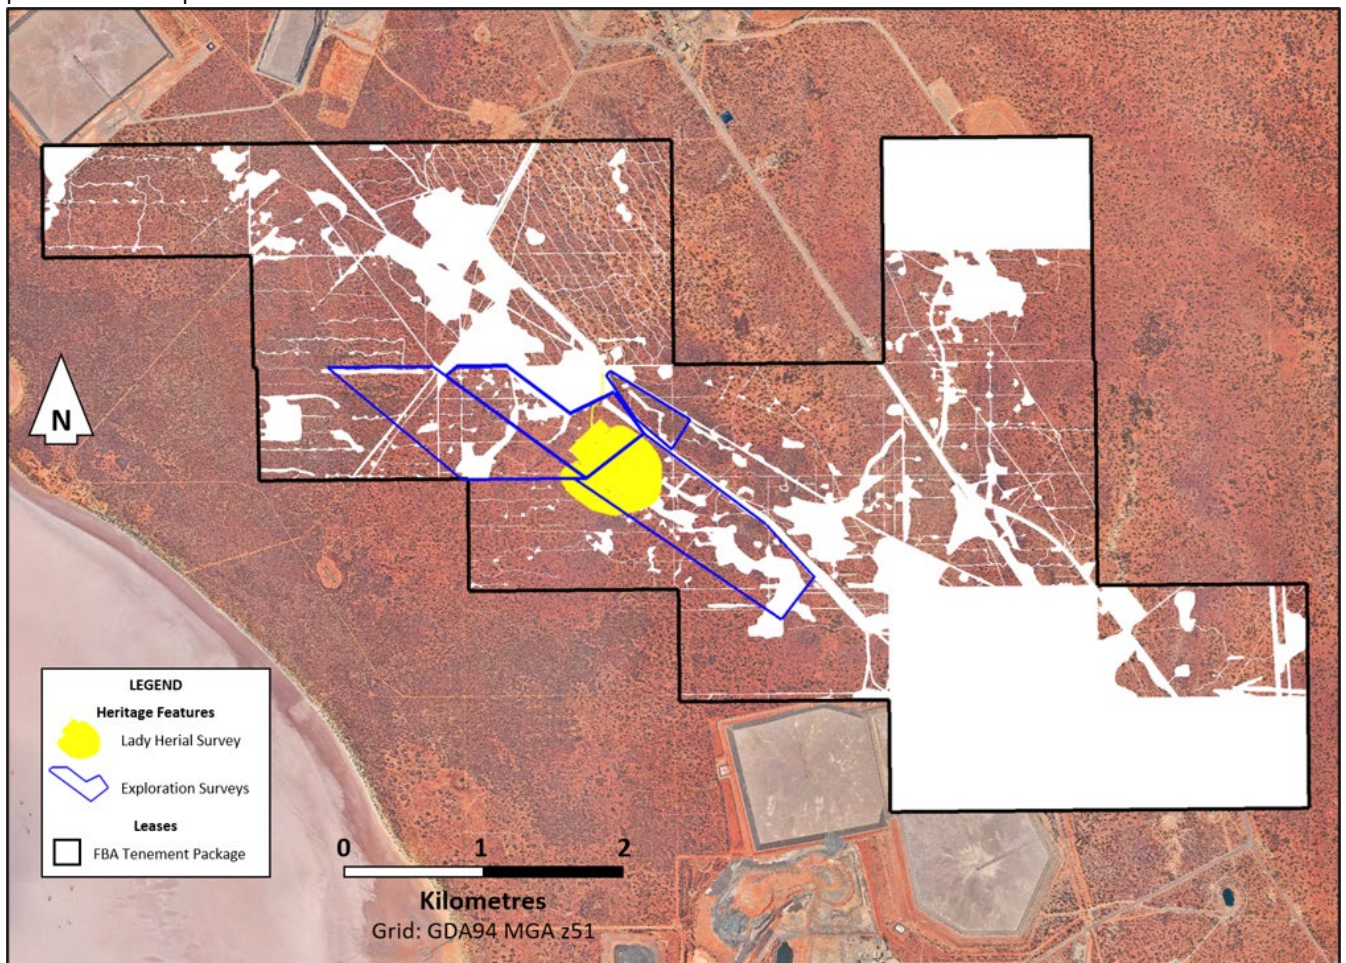 N
LEGEND
Heritage Features
Lady Herial Survey
Exploration Surveys
Leases
FBA Tenement Package
0 1 2
Kilometres
Grid: GDA94 MGA z51